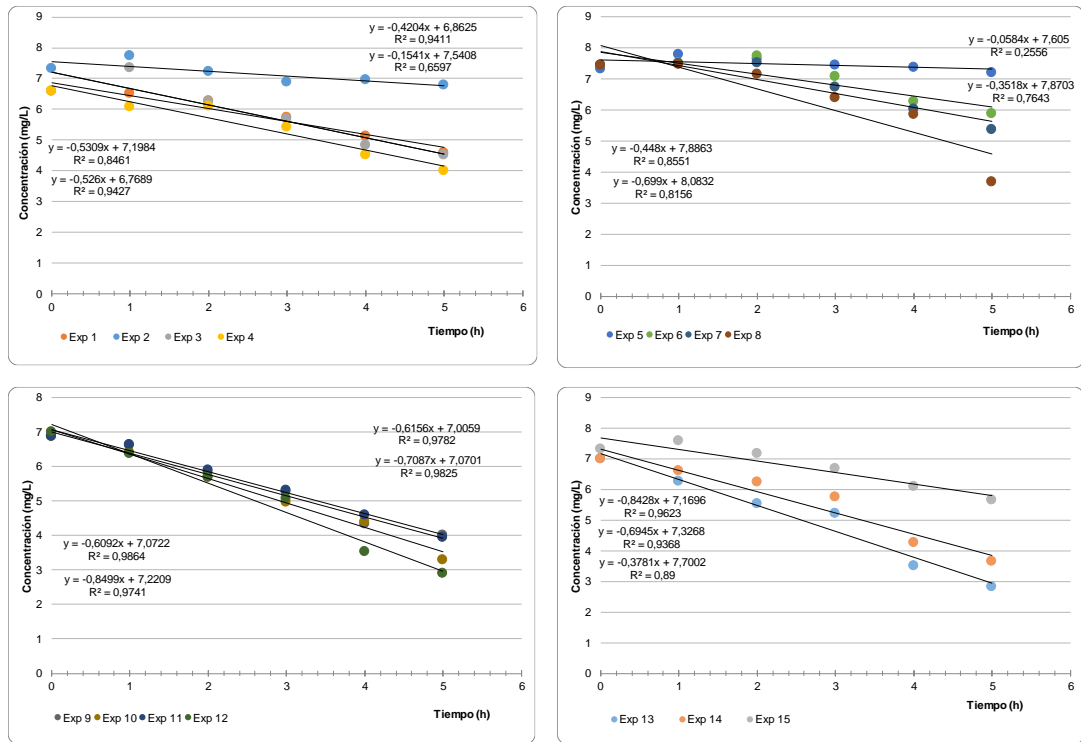 9
8
7
6
5
4
3
2
1
0
Concentración (mg/L)
y = -0,4204x + 6,8625
R² = 0,9411
y = -0,1541x + 7,5408
R² = 0,6597
y = -0,5309x + 7,1984
R² = 0,8461
y = -0,526x + 6,7689
R² = 0,9427
0 1 2 3 4 5 6
Tiempo (h)
Exp 1 Exp 2 Exp 3 Exp 4
9
8
7
6
5
4
3
2
1
0
Concentración (mg/L)
y = -0,0584x + 7,605
R² = 0,2556
y = -0,3518x + 7,8703
R² = 0,7643
y = -0,448x + 7,8863
R² = 0,8551
y = -0,699x + 8,0832
R² = 0,8156
0 1 2 3 4 5 6
Tiempo (h)
Exp 5 Exp 6 Exp 7 Exp 8
8
7
6
5
4
3
2
1
0
Concentración (mg/L)
y = -0,6156x + 7,0059
R² = 0,9782
y = -0,7087x + 7,0701
R² = 0,9825
y = -0,6092x + 7,0722
R² = 0,9864
y = -0,8499x + 7,2209
R² = 0,9741
0 1 2 3 4 5 6
Tiempo (h)
Exp 9 Exp 10 Exp 11 Exp 12
9
8
7
6
5
4
3
2
1
0
Concentración (mg/L)
y = -0,8428x + 7,1696
R² = 0,9623
y = -0,6945x + 7,3268
R² = 0,9368
y = -0,3781x + 7,7002
R² = 0,89
0 1 2 3 4 5 6
Tiempo (h)
Exp 13 Exp 14 Exp 15